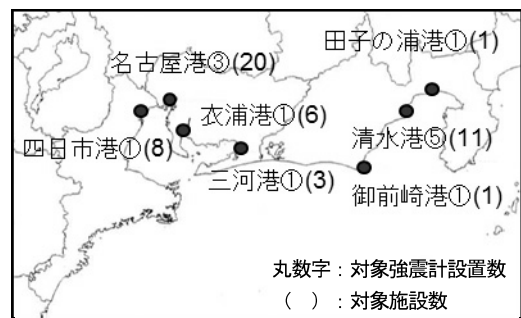 田子の浦港①(1)
名古屋港③(20)
衣浦港①(6)
清水港⑤(11)
四日市港①(8)
三河港①(3)
御前崎港①(1)
丸数字：対象強震計設置数
（　）：対象施設数